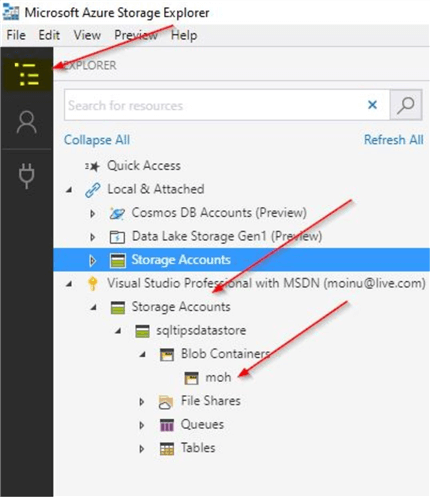 Microsoft Azure Storage Explorer
File Edit View Preview Help
EXPLORER
Search for resources
Collapse All Refresh All
Quick Access
Local & Attached
Cosmos DB Accounts (Preview)
Data Lake Storage Gen1 (Preview)
Storage Accounts
Visual Studio Professional with MSDN (moinu@live.com)
Storage Accounts
sqltipsdatastore
Blob Containers
moh
File Shares
Queues
Tables